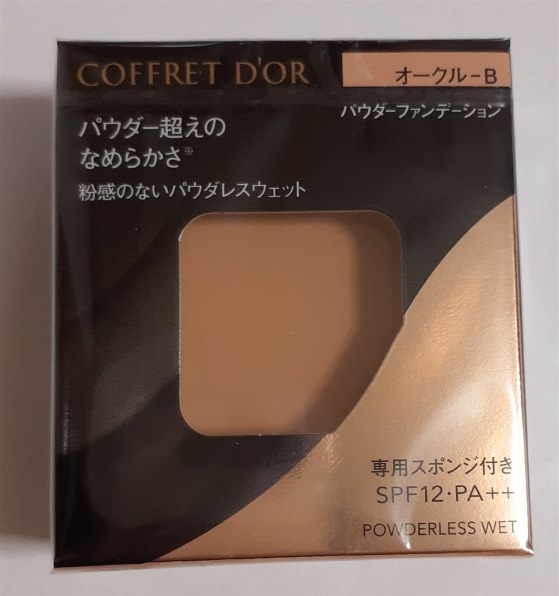 COFFRET D'OR
オークル-B
パウダーファンデーション
パウダー超えの
なめらかさ※
粉感のないパウダレスウェット
専用スポンジ付き
SPF12・PA++
POWDERLESS WET